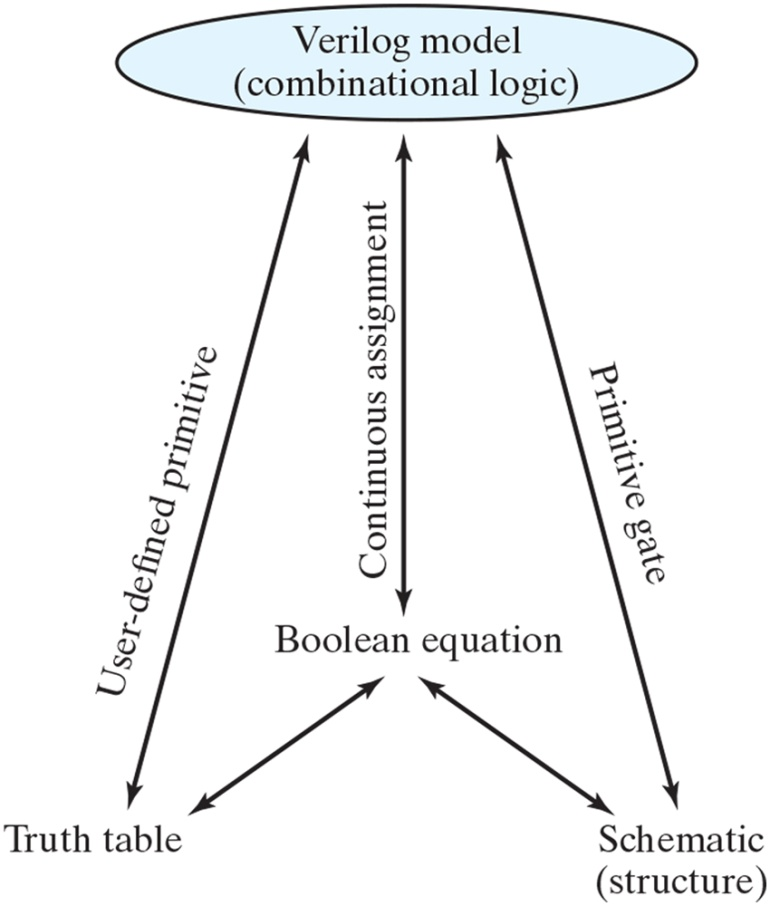 Verilog model
(combinational logic)
User-defined primitive
Continuous assignment
Primitive gate
Boolean equation
Truth table
Schematic
(structure)